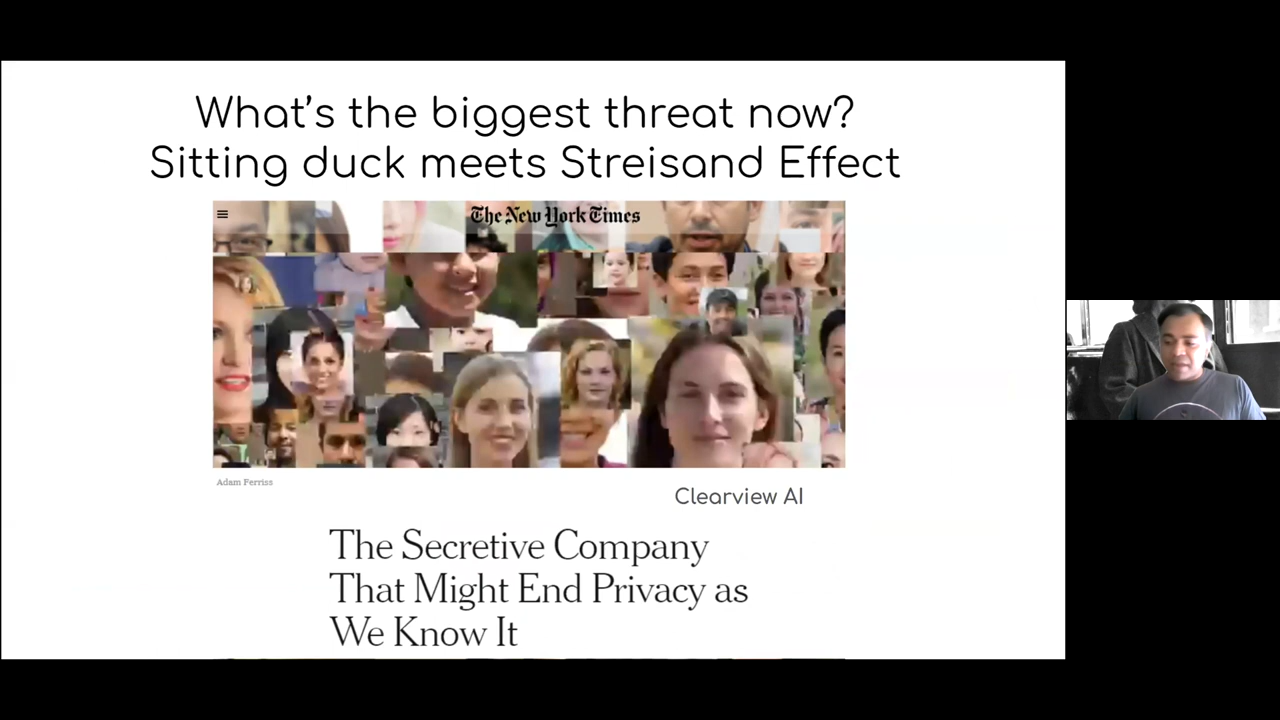 What's the biggest threat now?
Sitting duck meets Streisand Effect
The New York Times
Adam Ferriss
Clearview AI
The Secretive Company
That Might End Privacy as
We Know It